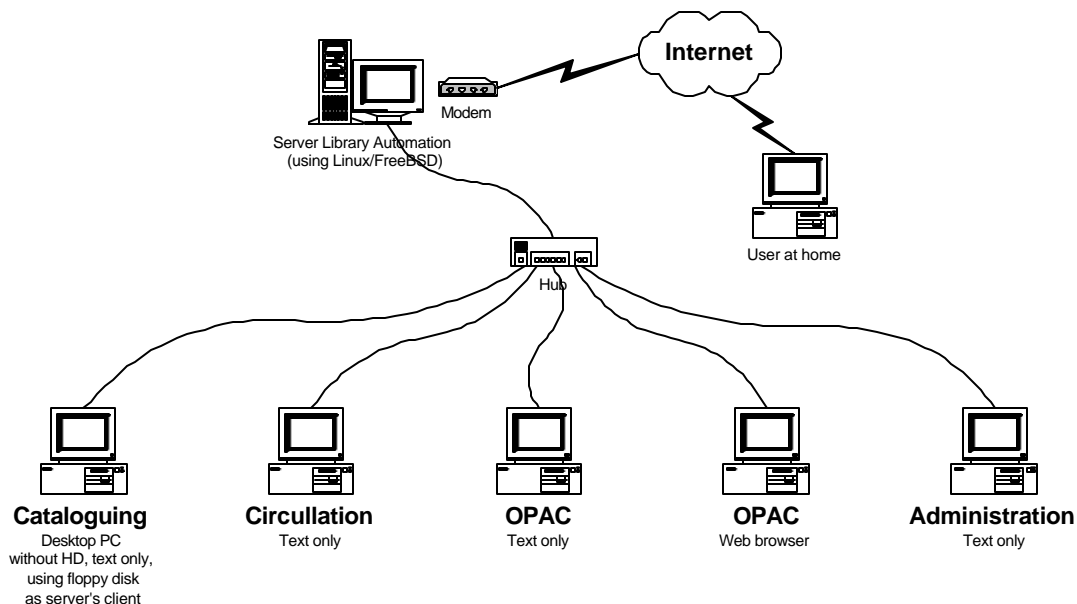 Internet
Modem
Server Library Automation
(using Linux/FreeBSD)
User at home
Hub
Cataloguing
Desktop PC
without HD, text only,
using floppy disk
as server's client
Circullation
Text only
OPAC
Text only
OPAC
Web browser
Administration
Text only